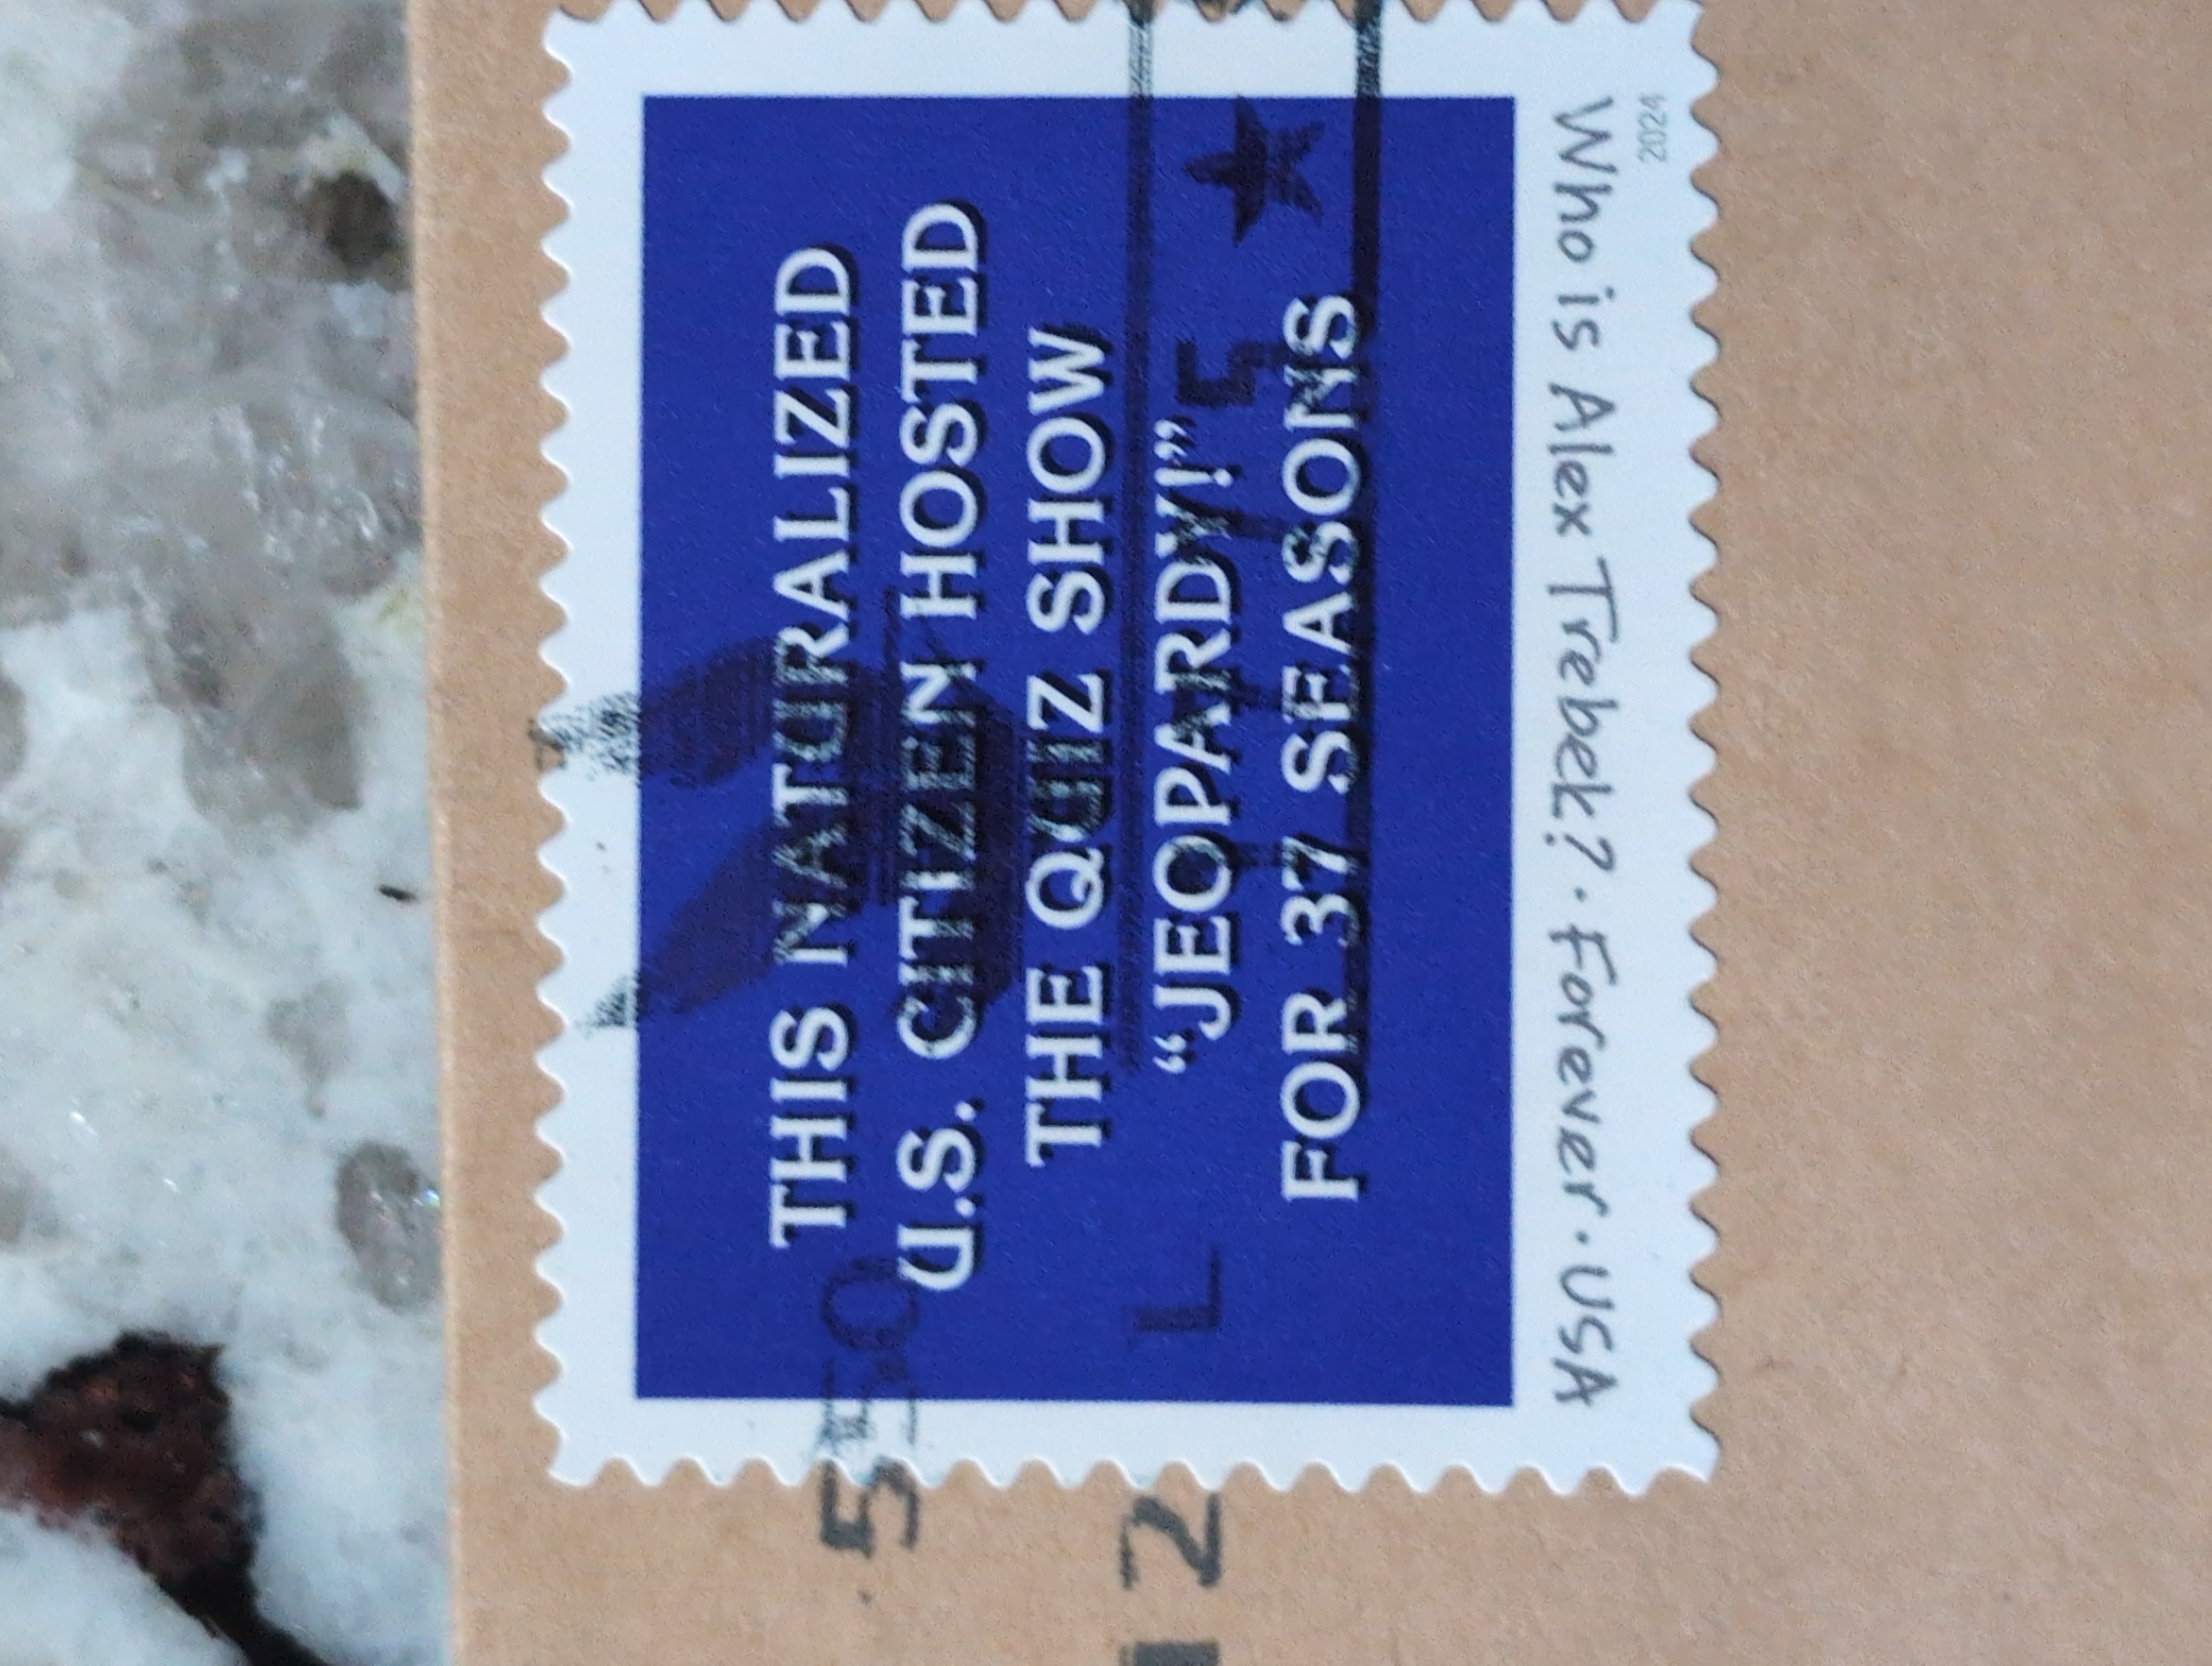 THIS NATURALIZED
U.S. CITIZEN HOSTED
THE QUIZ SHOW
“JEOPARDY!”
FOR 37 SEASONS
Who is Alex Trebek? · Forever · USA
2024